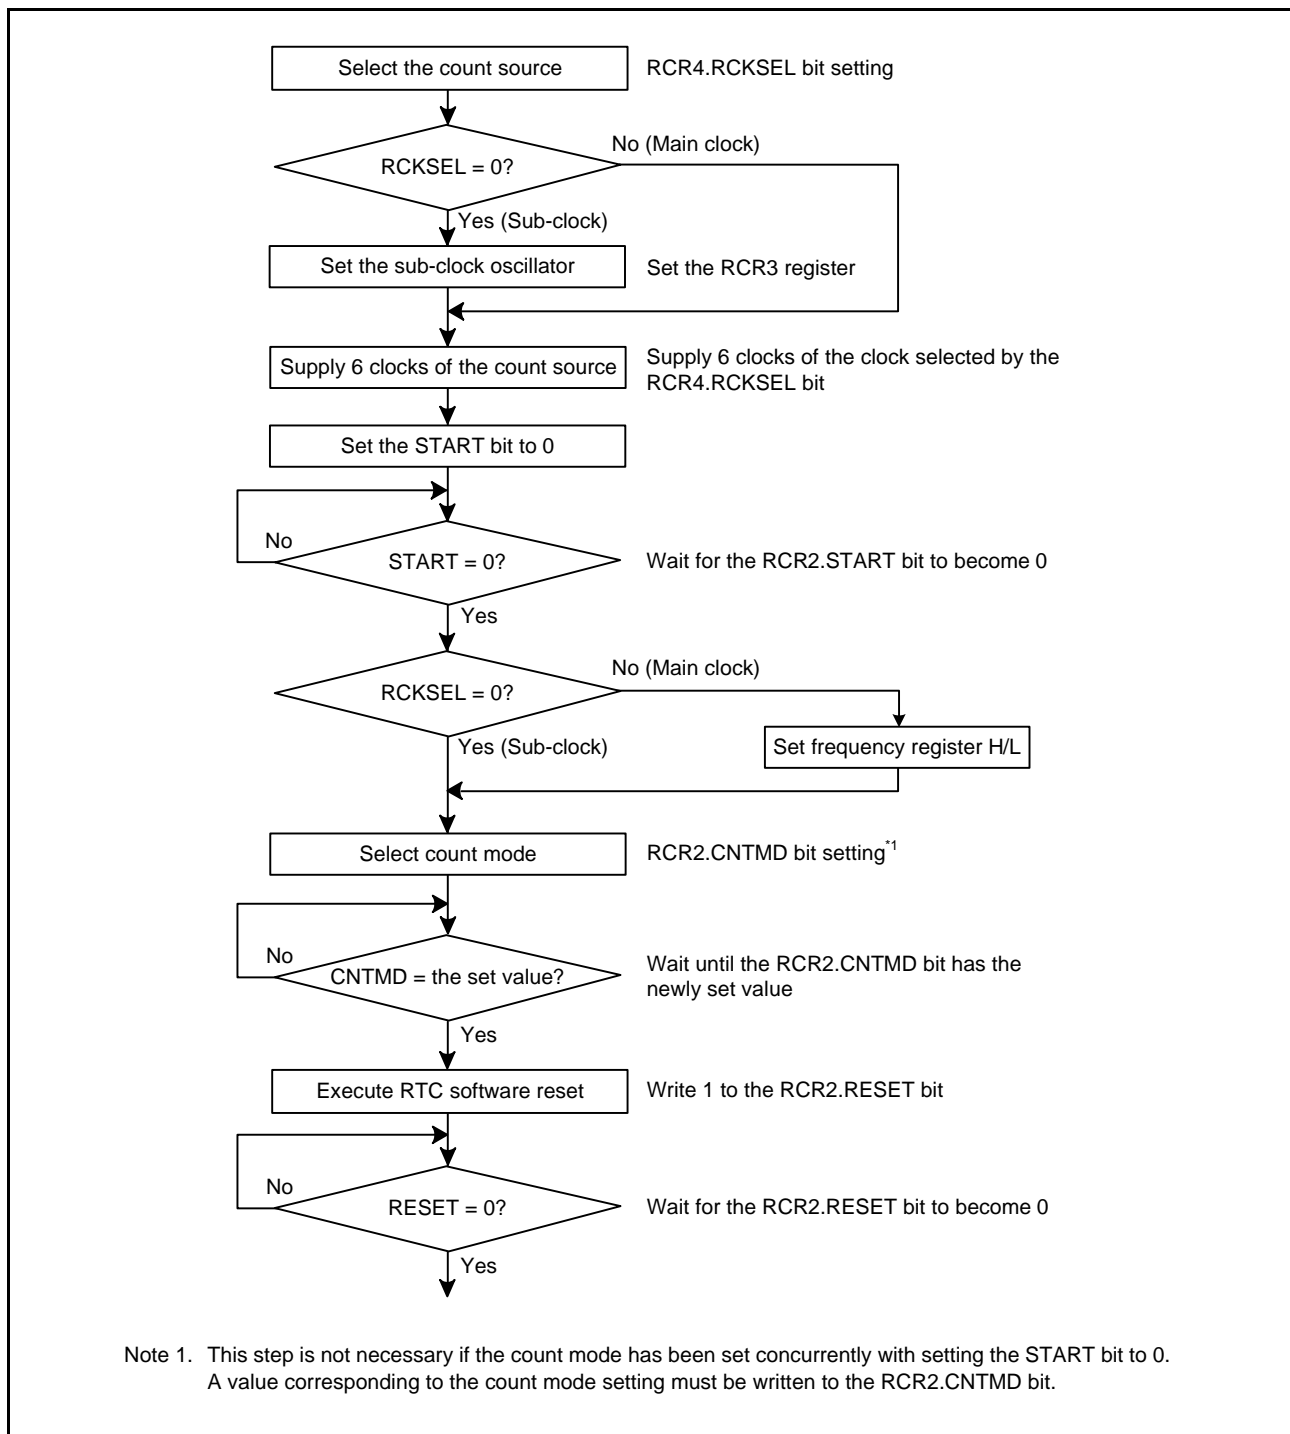 Select the count source
RCR4.RCKSEL bit setting
RCKSEL = 0?
No (Main clock)
Yes (Sub-clock)
Set the sub-clock oscillator
Set the RCR3 register
Supply 6 clocks of the count source
Supply 6 clocks of the clock selected by the
RCR4.RCKSEL bit
Set the START bit to 0
No
START = 0?
Wait for the RCR2.START bit to become 0
Yes
RCKSEL = 0?
No (Main clock)
Set frequency register H/L
Yes (Sub-clock)
Select count mode
RCR2.CNTMD bit setting*1
No
CNTMD = the set value?
Wait until the RCR2.CNTMD bit has the
newly set value
Yes
Execute RTC software reset
Write 1 to the RCR2.RESET bit
No
RESET = 0?
Wait for the RCR2.RESET bit to become 0
Yes
Note 1. This step is not necessary if the count mode has been set concurrently with setting the START bit to 0.
A value corresponding to the count mode setting must be written to the RCR2.CNTMD bit.